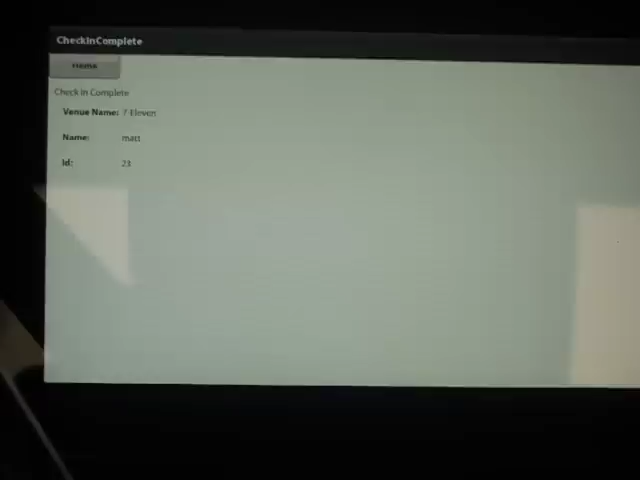 CheckInComplete
Home
Check in Complete
Venue Name: 7-Eleven
Name: matt
Id: 23